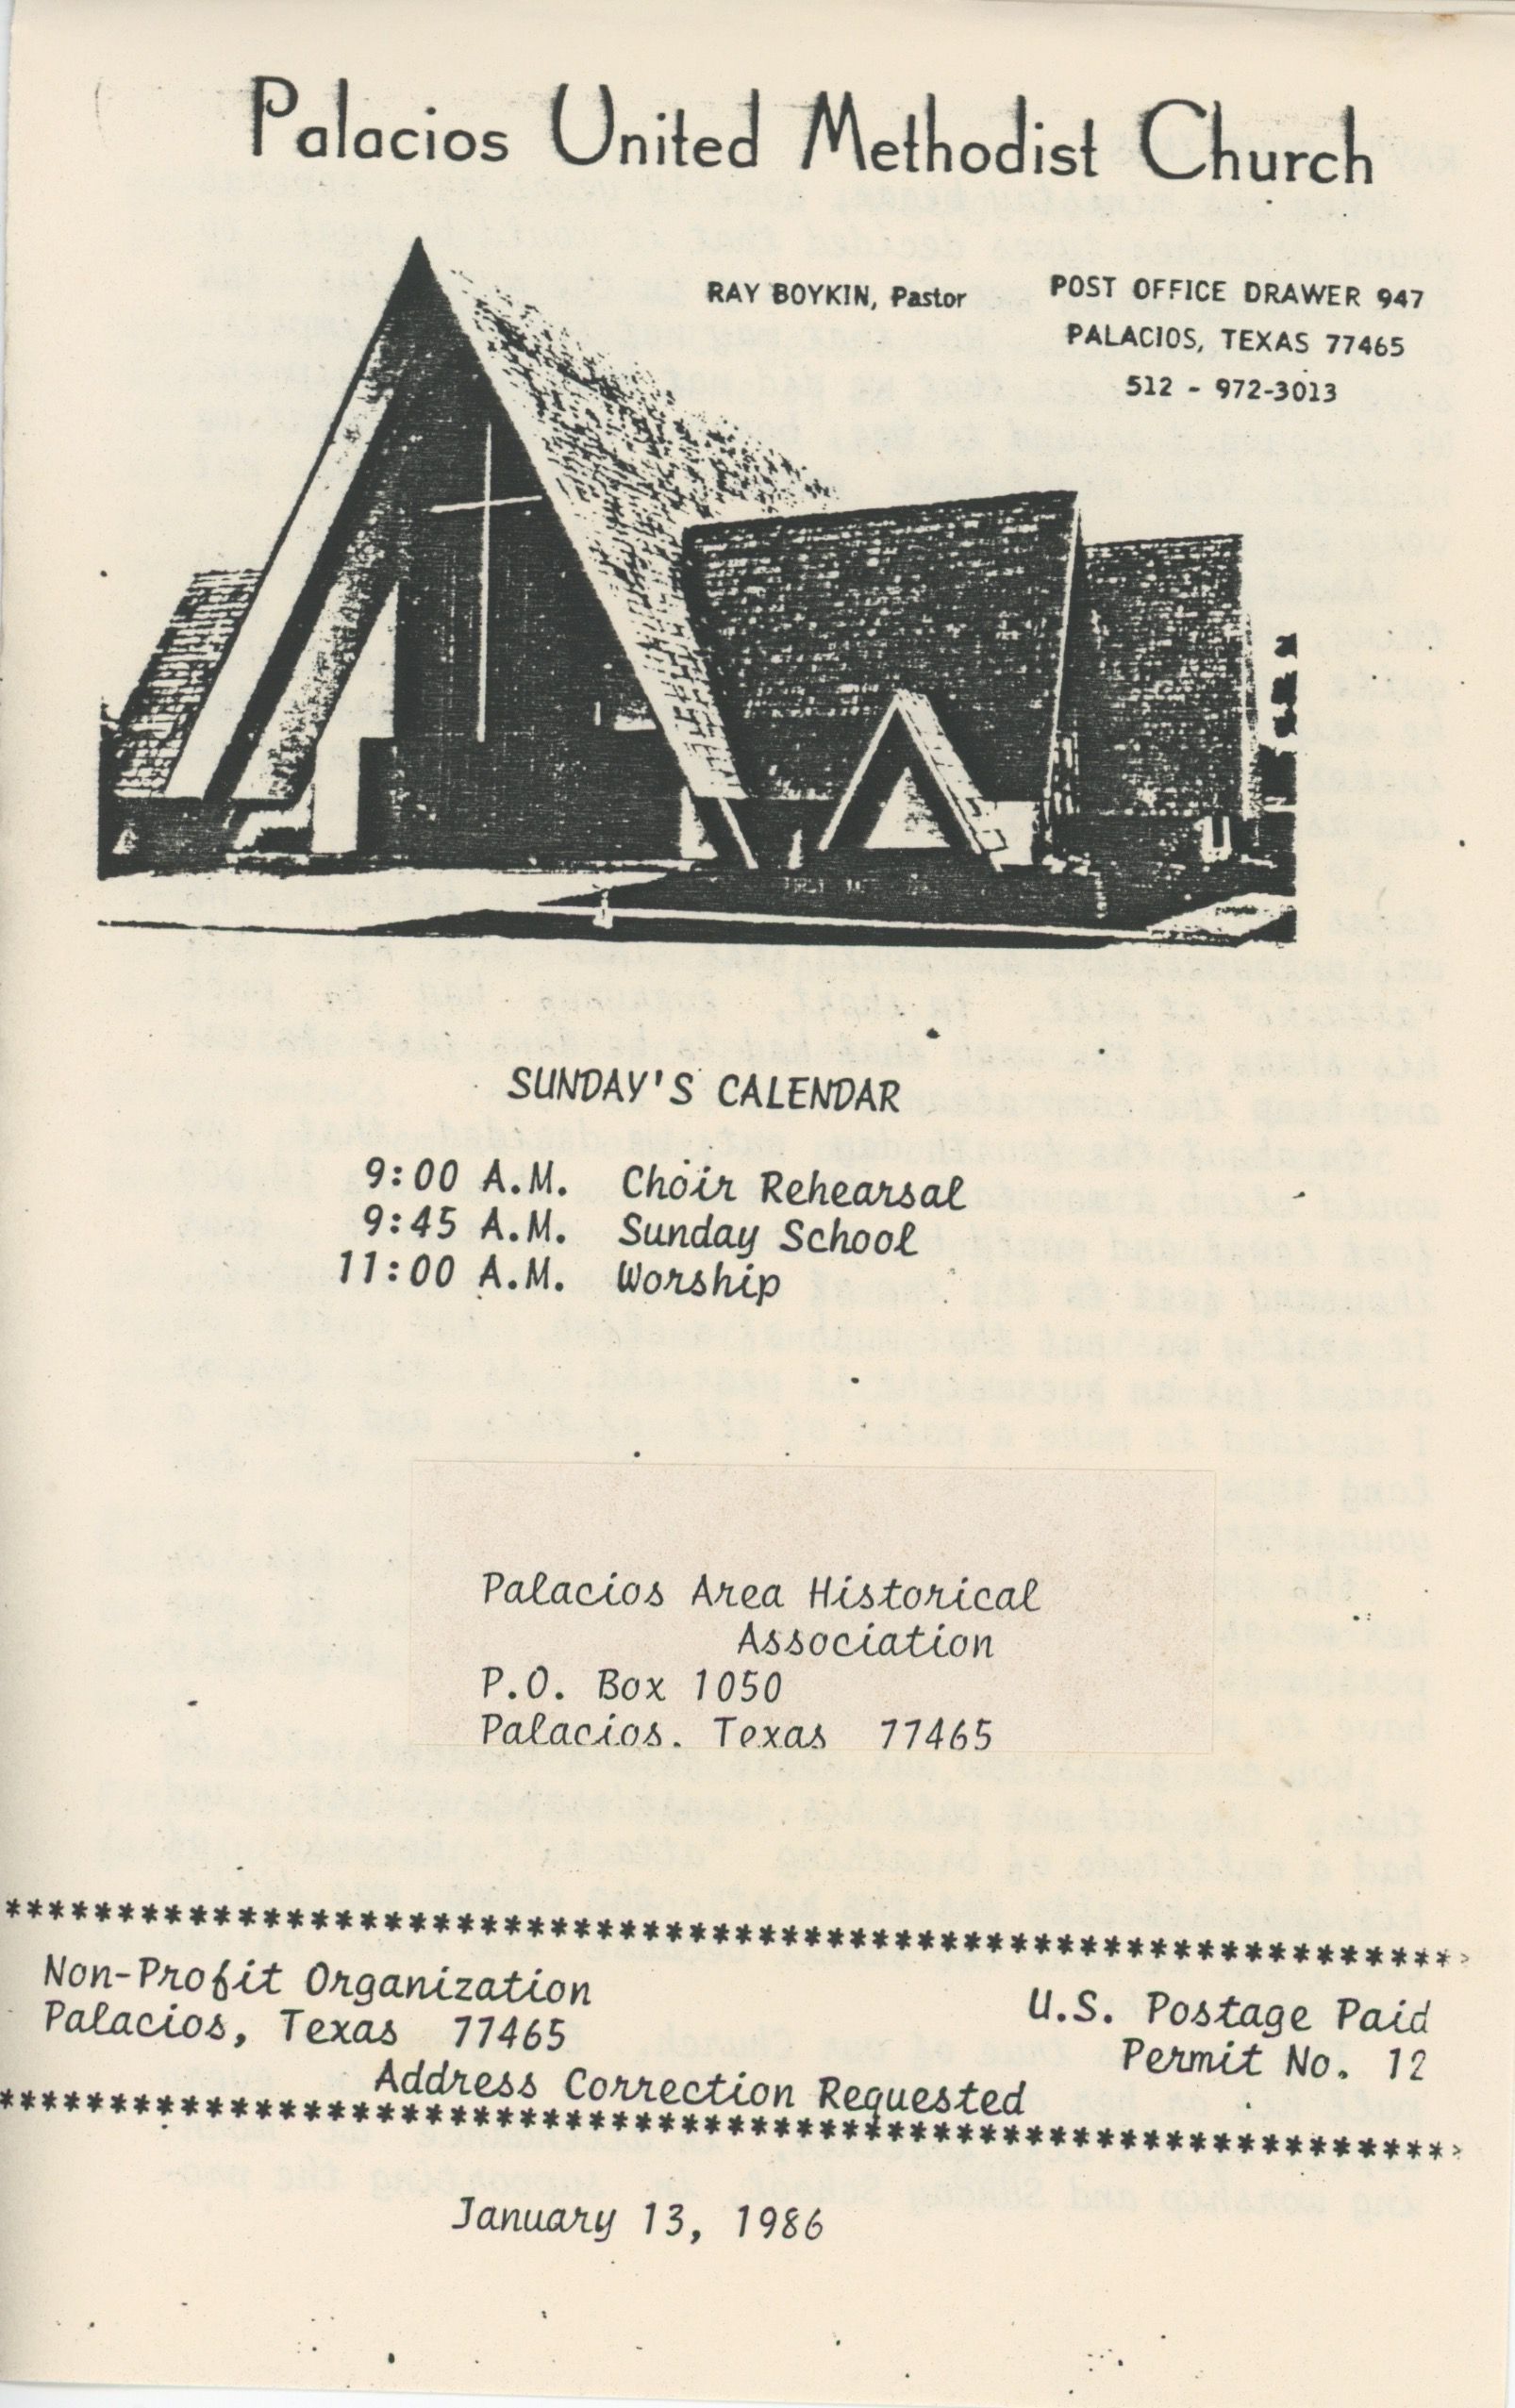 Palacios United Methodist Church
RAY BOYKIN, Pastor
POST OFFICE DRAWER 947
PALACIOS, TEXAS 77465
512 - 972-3013
SUNDAY'S CALENDAR
9:00 A.M. Choir Rehearsal
9:45 A.M. Sunday School
11:00 A.M. Worship
Palacios Area Historical
Association
P.O. Box 1050
Palacios. Texas 77465
************************************************************
Non-Profit Organization
Palacios, Texas 77465
U.S. Postage Paid
Permit No. 12
Address Correction Requested
************************************************************
January 13, 1986